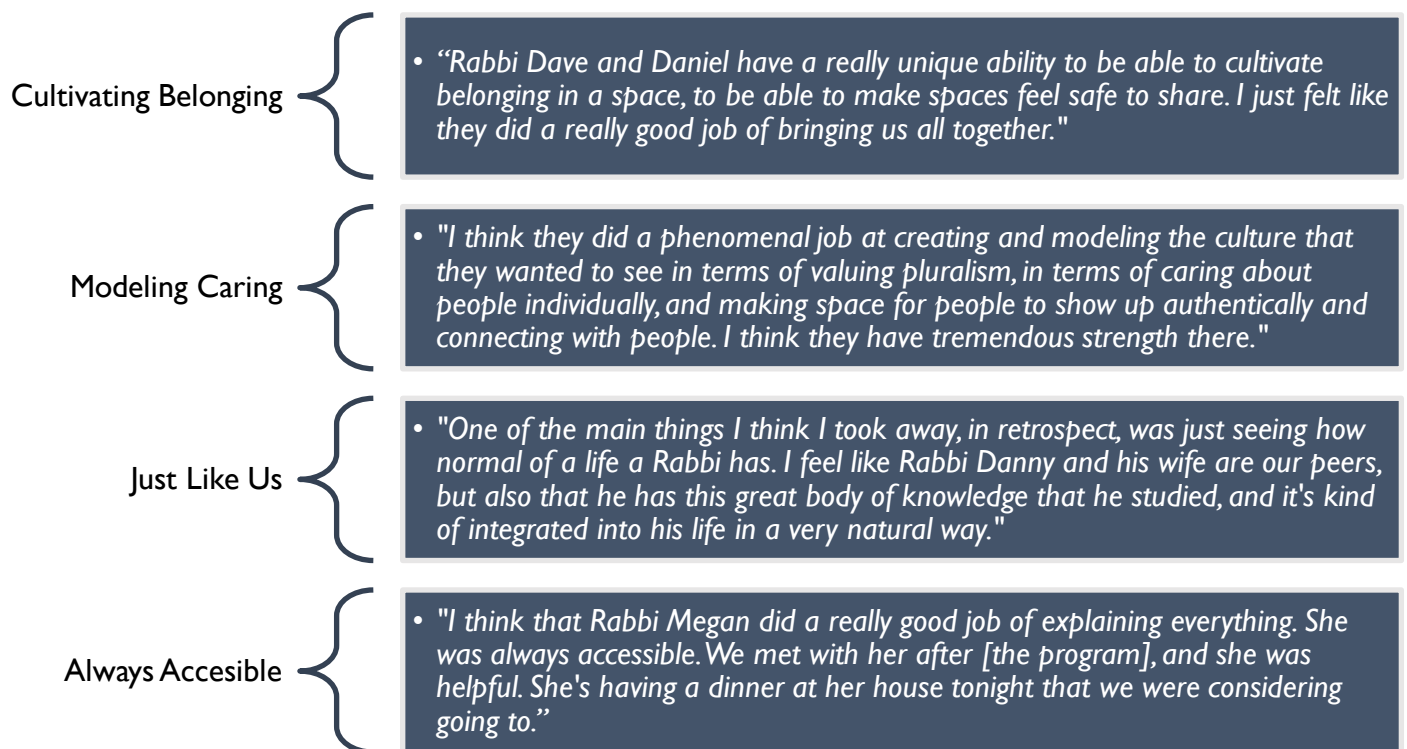 Cultivating Belonging
• “Rabbi Dave and Daniel have a really unique ability to be able to cultivate
belonging in a space, to be able to make spaces feel safe to share. I just felt like
they did a really good job of bringing us all together."
Modeling Caring
• "I think they did a phenomenal job at creating and modeling the culture that
they wanted to see in terms of valuing pluralism, in terms of caring about
people individually, and making space for people to show up authentically and
connecting with people. I think they have tremendous strength there."
Just Like Us
• "One of the main things I think I took away, in retrospect, was just seeing how
normal of a life a Rabbi has. I feel like Rabbi Danny and his wife are our peers,
but also that he has this great body of knowledge that he studied, and it's kind
of integrated into his life in a very natural way."
Always Accesible
• "I think that Rabbi Megan did a really good job of explaining everything. She
was always accessible. We met with her after [the program], and she was
helpful. She's having a dinner at her house tonight that we were considering
going to.”